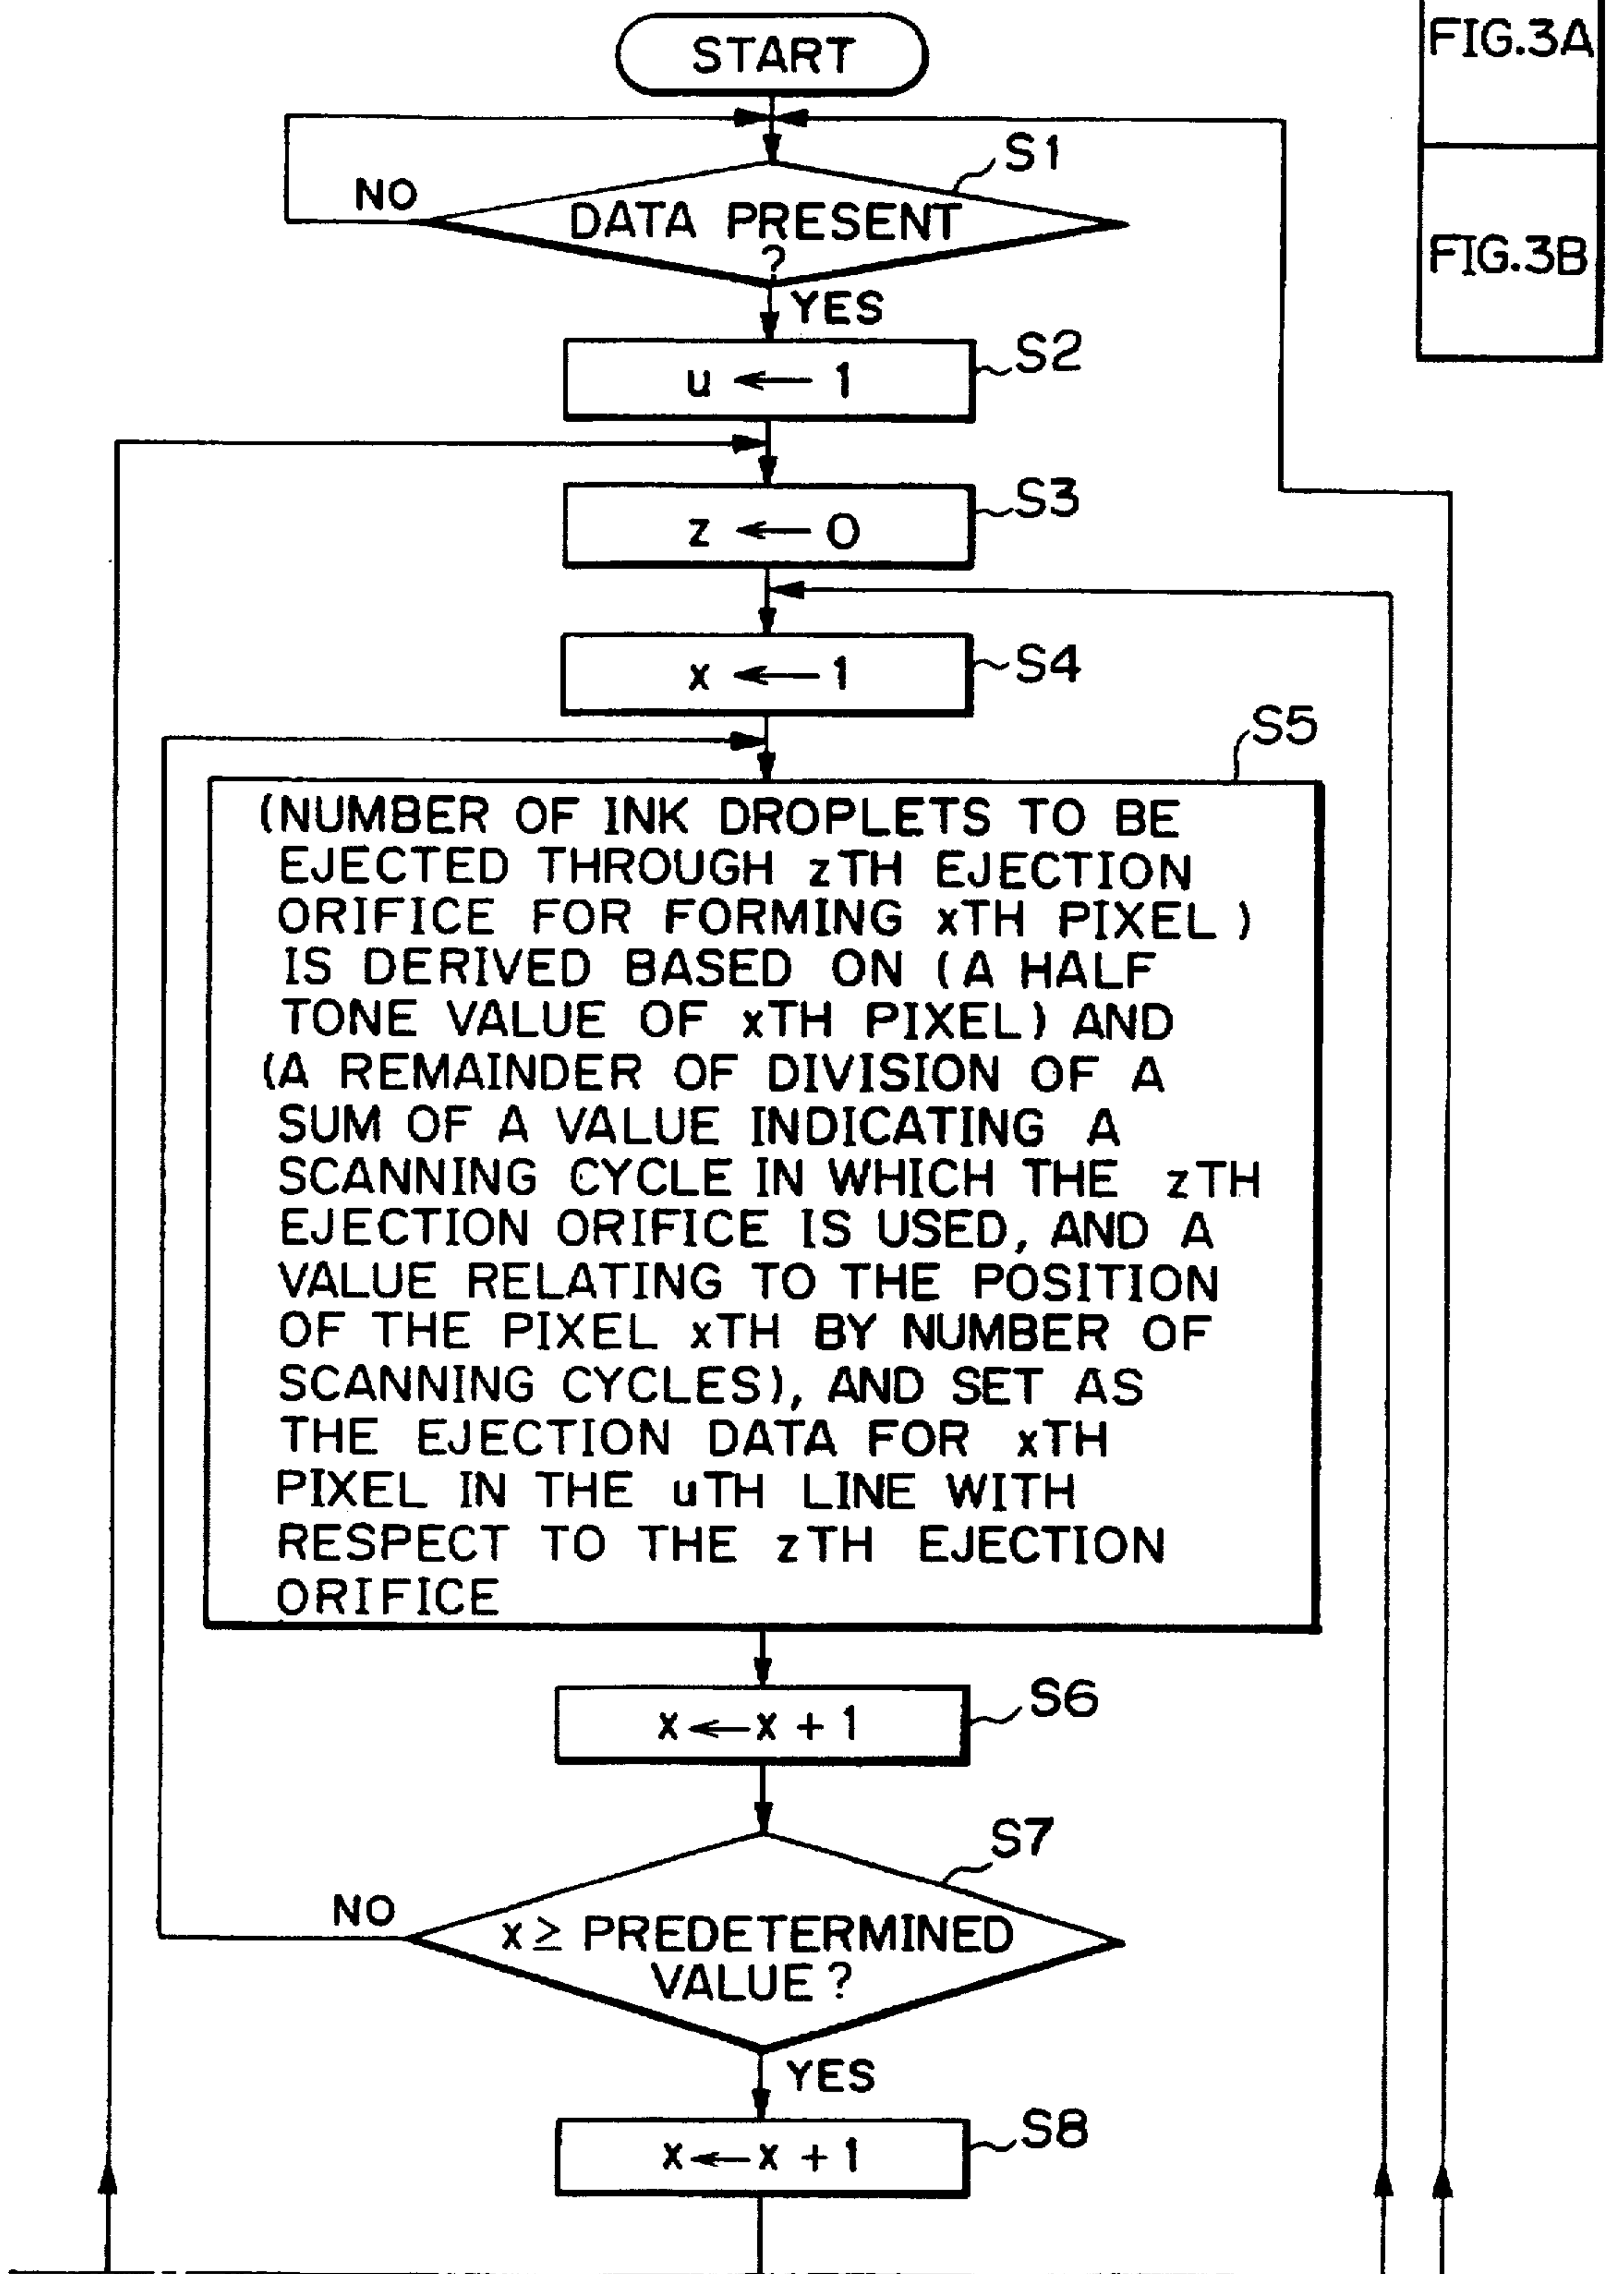 START
FIG.3A
S1
NO
DATA PRESENT
?
FIG.3B
YES
S2
u ← 1
S3
z ← 0
S4
x ← 1
S5
(NUMBER OF INK DROPLETS TO BE
EJECTED THROUGH zTH EJECTION
ORIFICE FOR FORMING xTH PIXEL)
IS DERIVED BASED ON (A HALF
TONE VALUE OF xTH PIXEL) AND
(A REMAINDER OF DIVISION OF A
SUM OF A VALUE INDICATING A
SCANNING CYCLE IN WHICH THE zTH
EJECTION ORIFICE IS USED, AND A
VALUE RELATING TO THE POSITION
OF THE PIXEL xTH BY NUMBER OF
SCANNING CYCLES), AND SET AS
THE EJECTION DATA FOR xTH
PIXEL IN THE uTH LINE WITH
RESPECT TO THE zTH EJECTION
ORIFICE
S6
x ← x + 1
S7
NO
x ≥ PREDETERMINED
VALUE?
YES
S8
x ← x + 1